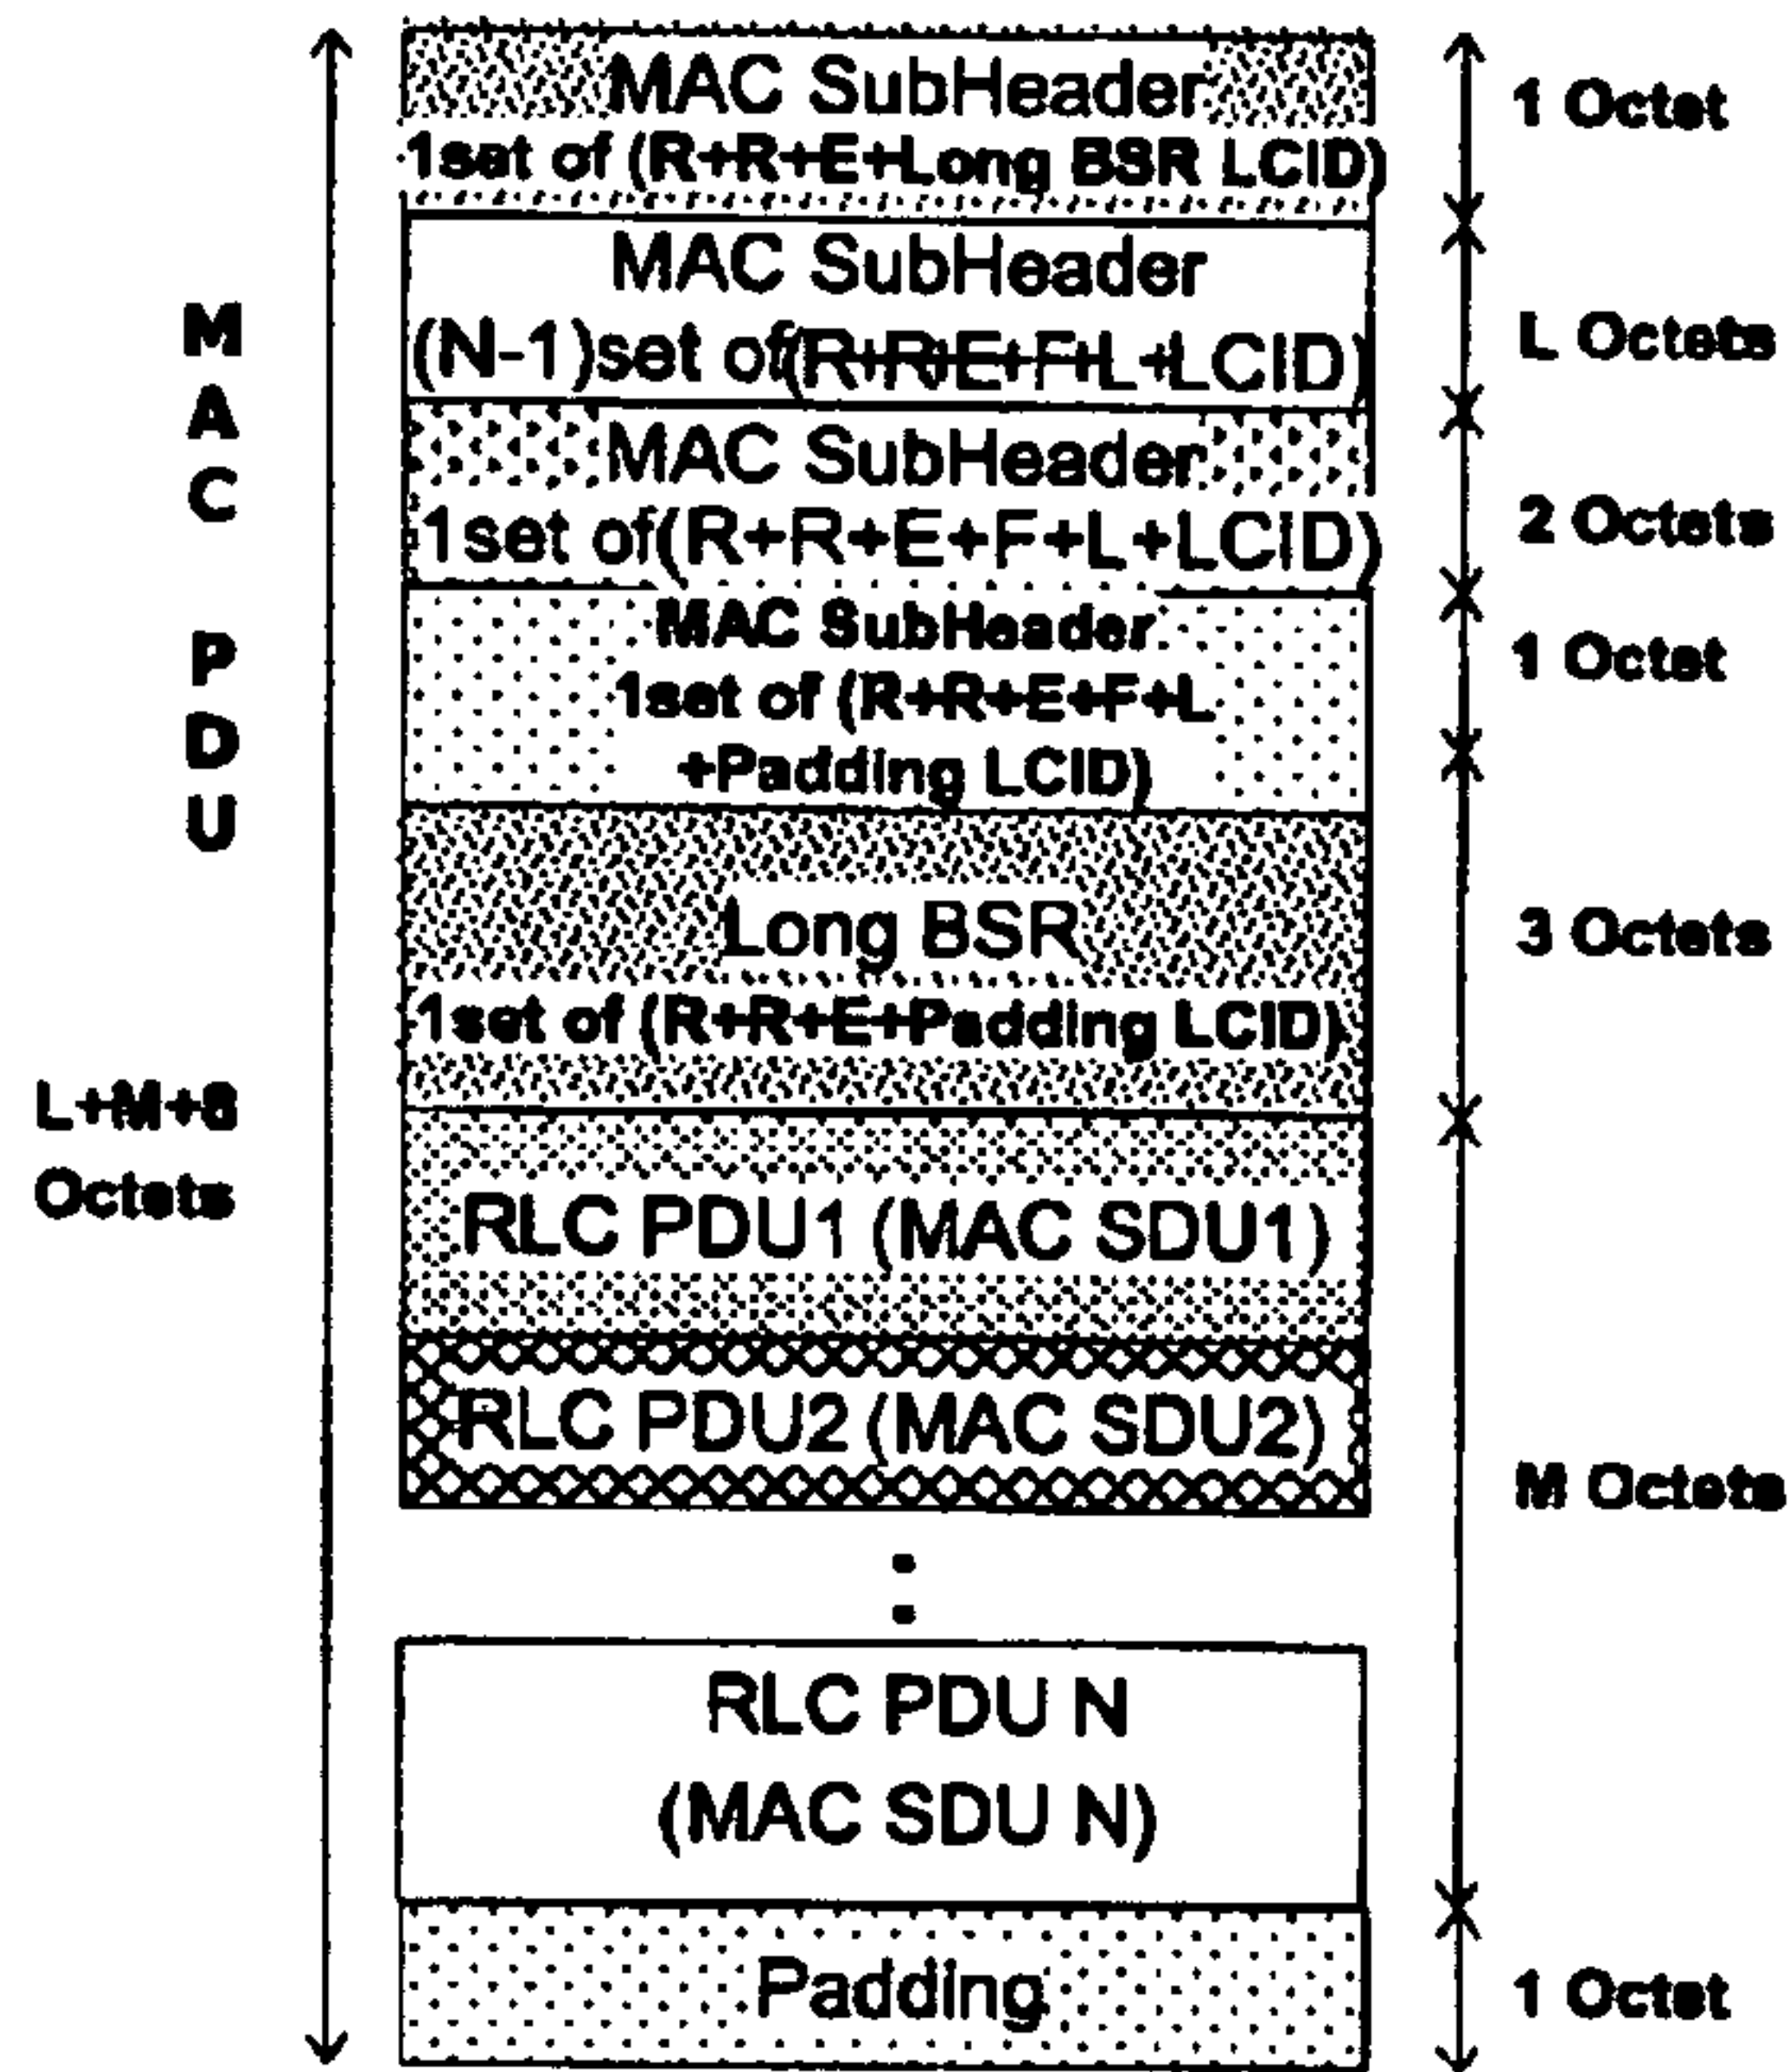 MAC SubHeader
1set of (R+R+E+Long BSR LCID)
1 Octet
MAC SubHeader
(N-1)set of(R+R+E+F+L+LCID)
L Octets
MAC SubHeader
1set of(R+R+E+F+L+LCID)
2 Octets
MAC SubHeader
1set of (R+R+E+F+L
+Padding LCID)
1 Octet
Long BSR
1set of (R+R+E+Padding LCID)
3 Octets
RLC PDU1 (MAC SDU1)
RLC PDU2 (MAC SDU2)
:
RLC PDU N
(MAC SDU N)
M Octets
Padding
1 Octet
MAC PDU
L+M+8
Octets